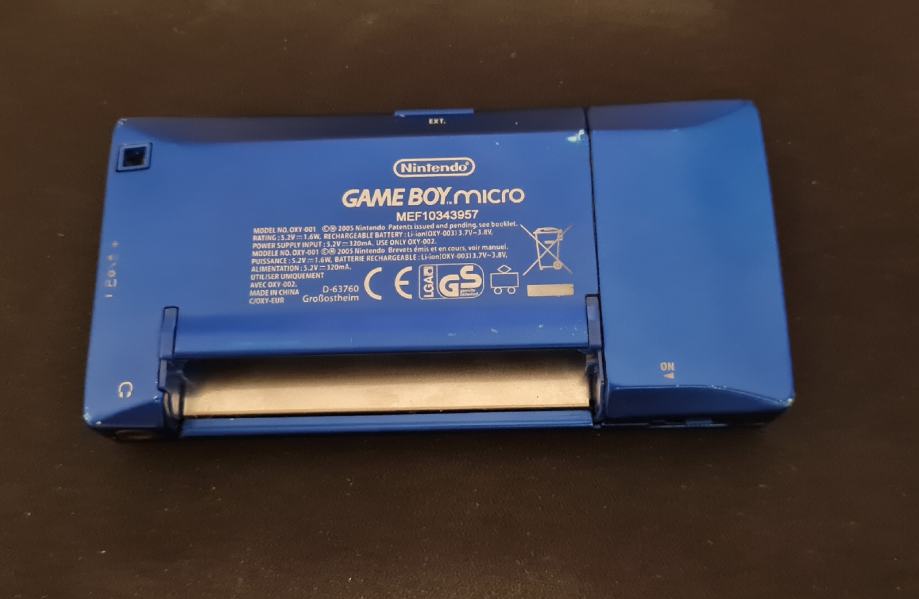 EXT.
Nintendo®
GAME BOY™ micro
MEF10343957
MODEL NO. OXY-001 ©® 2005 Nintendo Patents issued and pending, see booklet.
RATING : 5.2V⎓1.6W, RECHARGEABLE BATTERY : Li-ion(OXY-003) 3.7V~3.8V,
POWER SUPPLY INPUT : 5.2V⎓320mA. USE ONLY OXY-002.
MODÈLE NO. OXY-001 ©® 2005 Nintendo Brevets émis et en cours, voir manuel.
PUISSANCE : 5.2V⎓1.6W, BATTERIE RECHARGEABLE : Li-ion(OXY-003) 3.7V~3.8V,
ALIMENTATION : 5.2V⎓320mA.
UTILISER UNIQUEMENT
AVEC OXY-002.
MADE IN CHINA
C/OXY-EUR
D-63760
Großostheim
CE
LGA
GS
ON